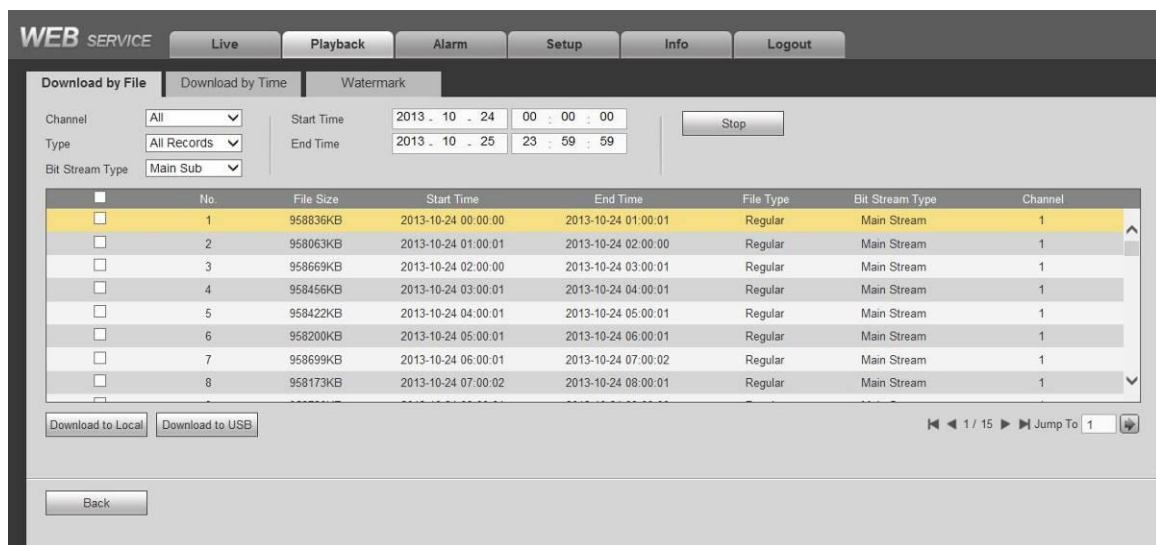 WEB SERVICE Live Playback Alarm Setup Info Logout
Download by File Download by Time Watermark
Channel All Start Time 2013 . 10 . 24 00 : 00 : 00 Stop
Type All Records End Time 2013 . 10 . 25 23 : 59 : 59
Bit Stream Type Main Sub
No. File Size Start Time End Time File Type Bit Stream Type Channel
1 958836KB 2013-10-24 00:00:00 2013-10-24 01:00:01 Regular Main Stream 1
2 958063KB 2013-10-24 01:00:01 2013-10-24 02:00:00 Regular Main Stream 1
3 958669KB 2013-10-24 02:00:00 2013-10-24 03:00:01 Regular Main Stream 1
4 958456KB 2013-10-24 03:00:01 2013-10-24 04:00:01 Regular Main Stream 1
5 958422KB 2013-10-24 04:00:01 2013-10-24 05:00:01 Regular Main Stream 1
6 958200KB 2013-10-24 05:00:01 2013-10-24 06:00:01 Regular Main Stream 1
7 958699KB 2013-10-24 06:00:01 2013-10-24 07:00:02 Regular Main Stream 1
8 958173KB 2013-10-24 07:00:02 2013-10-24 08:00:01 Regular Main Stream 1
Download to Local Download to USB 1 / 15 Jump To 1
Back